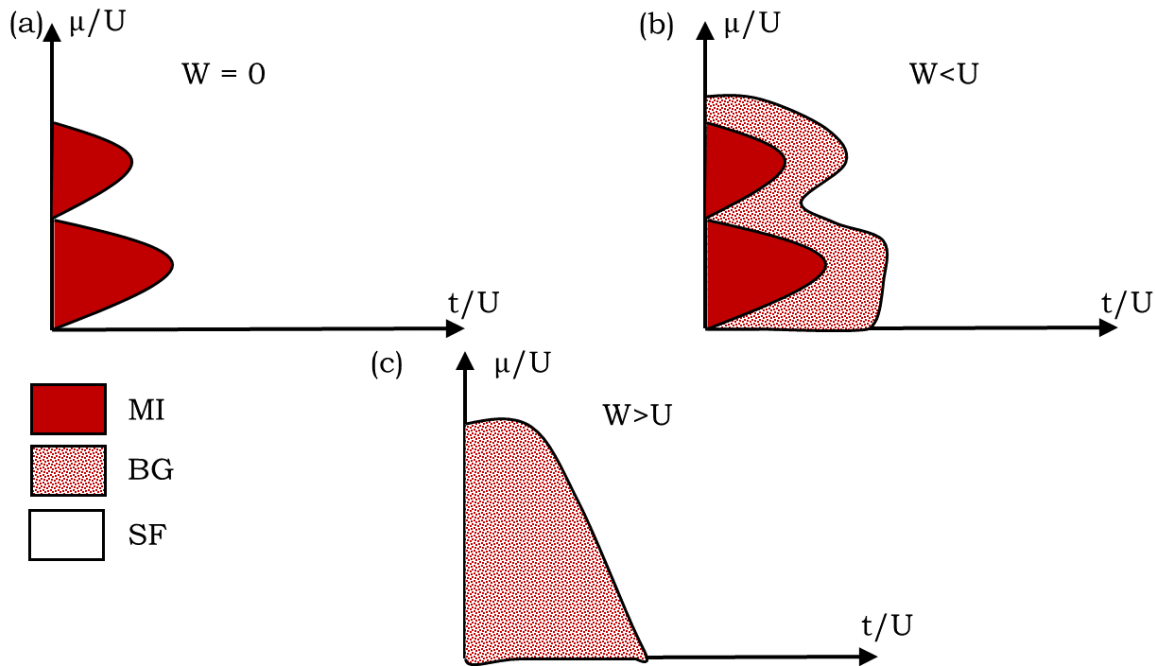 (a)
μ/U
W = 0
t/U
(b)
μ/U
W<U
t/U
(c)
μ/U
W>U
t/U
MI
BG
SF